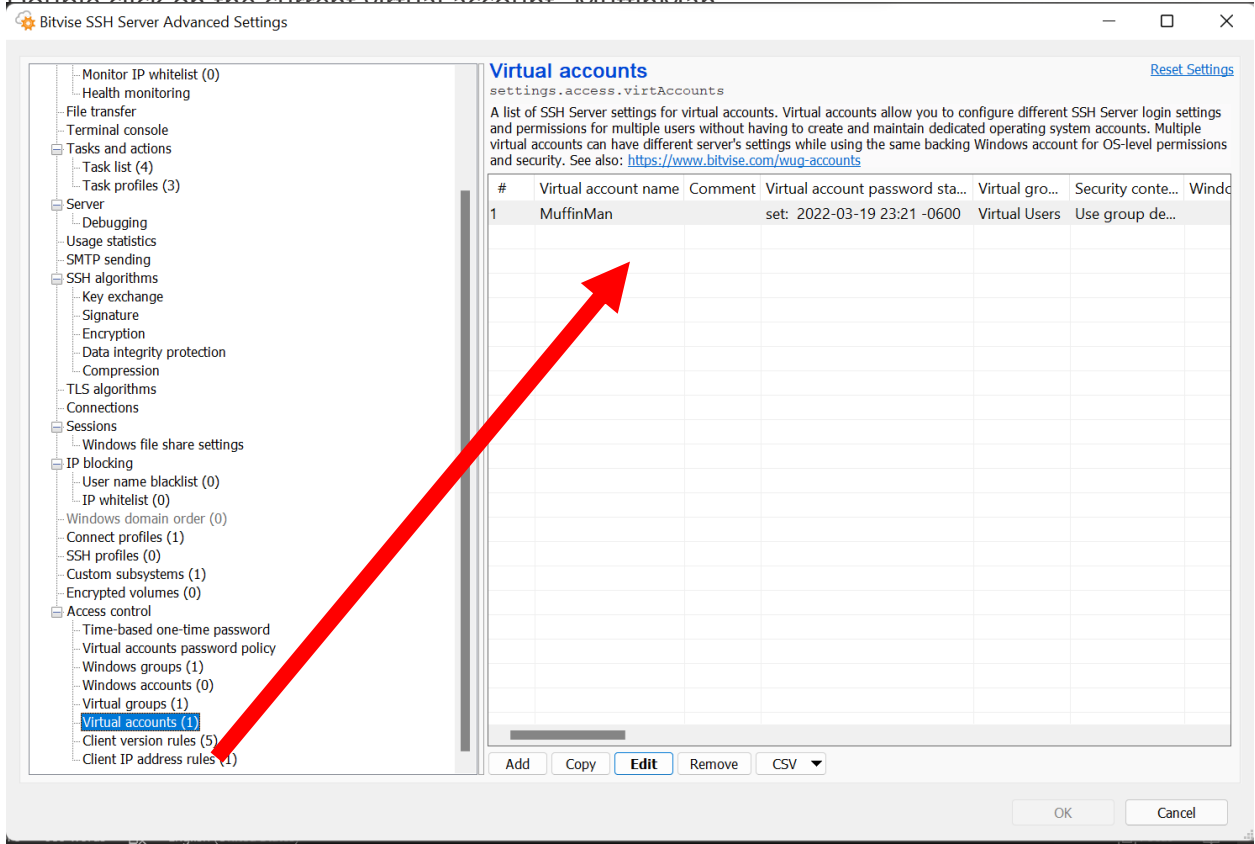 Bitvise SSH Server Advanced Settings
Monitor IP whitelist (0)
Health monitoring
File transfer
Terminal console
Tasks and actions
Task list (4)
Task profiles (3)
Server
Debugging
Usage statistics
SMTP sending
SSH algorithms
Key exchange
Signature
Encryption
Data integrity protection
Compression
TLS algorithms
Connections
Sessions
Windows file share settings
IP blocking
User name blacklist (0)
IP whitelist (0)
Windows domain order (0)
Connect profiles (1)
SSH profiles (0)
Custom subsystems (1)
Encrypted volumes (0)
Access control
Time-based one-time password
Virtual accounts password policy
Windows groups (1)
Windows accounts (0)
Virtual groups (1)
Virtual accounts (1)
Client version rules (5)
Client IP address rules (1)
Virtual accounts
Reset Settings
settings.access.virtAccounts
A list of SSH Server settings for virtual accounts. Virtual accounts allow you to configure different SSH Server login settings
and permissions for multiple users without having to create and maintain dedicated operating system accounts. Multiple
virtual accounts can have different server's settings while using the same backing Windows account for OS-level permissions
and security. See also: https://www.bitvise.com/wug-accounts
# Virtual account name Comment Virtual account password sta... Virtual gro... Security conte... Windo
1 MuffinMan set: 2022-03-19 23:21 -0600 Virtual Users Use group de...
Add Copy Edit Remove CSV
OK Cancel